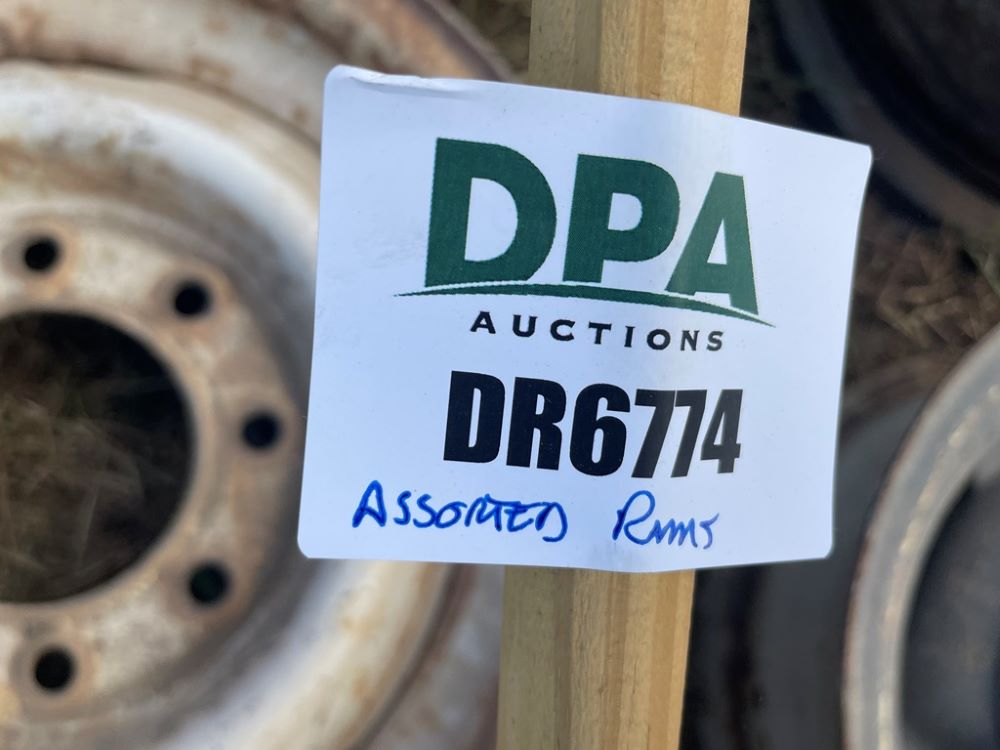 DPA
AUCTIONS
DR6774
ASSORTED RIMS